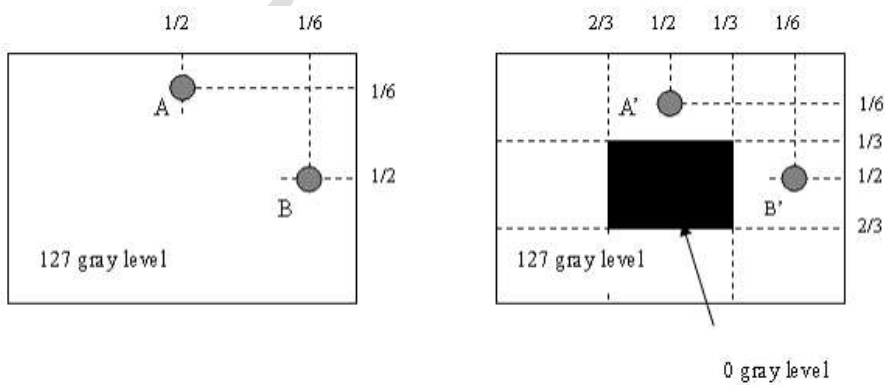 1/2 1/6
2/3 1/2 1/3 1/6
A
1/6
B
1/2
127 gray level
A’
1/6
1/3
1/2
B’
2/3
127 gray level
0 gray level